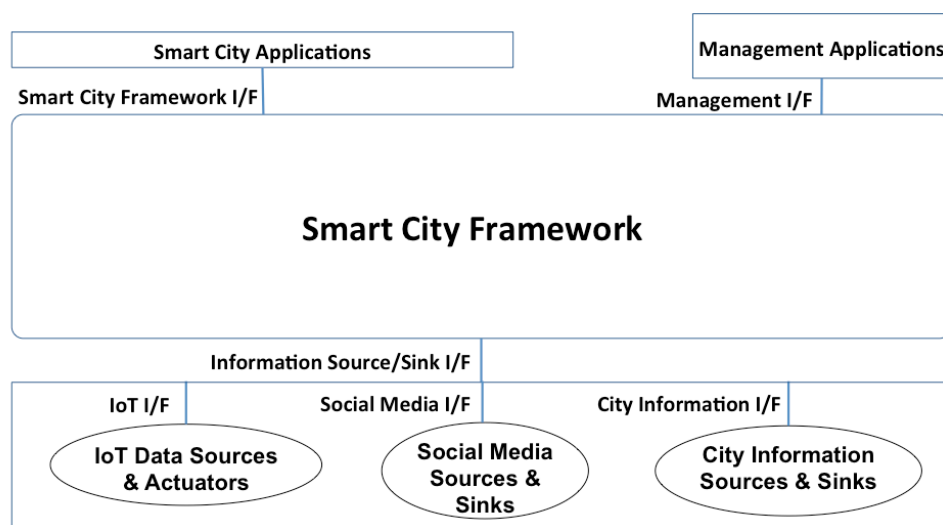 Smart City Applications
Management Applications
Smart City Framework I/F
Management I/F
Smart City Framework
Information Source/Sink I/F
IoT I/F
Social Media I/F
City Information I/F
IoT Data Sources
& Actuators
Social Media
Sources &
Sinks
City Information
Sources & Sinks